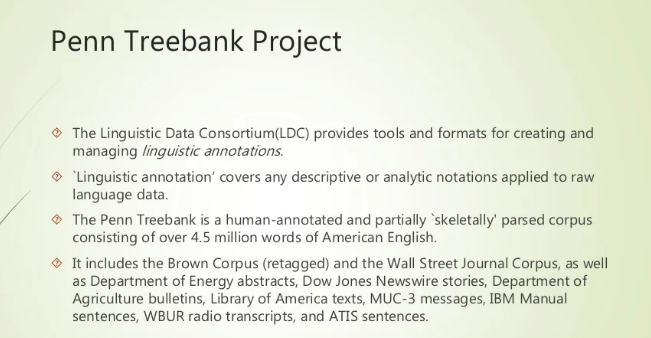 Penn Treebank Project
The Linguistic Data Consortium(LDC) provides tools and formats for creating and
managing linguistic annotations.
`Linguistic annotation' covers any descriptive or analytic notations applied to raw
language data.
The Penn Treebank is a human-annotated and partially `skeletally' parsed corpus
consisting of over 4.5 million words of American English.
It includes the Brown Corpus (retagged) and the Wall Street Journal Corpus, as well
as Department of Energy abstracts, Dow Jones Newswire stories, Department of
Agriculture bulletins, Library of America texts, MUC-3 messages, IBM Manual
sentences, WBUR radio transcripts, and ATIS sentences.